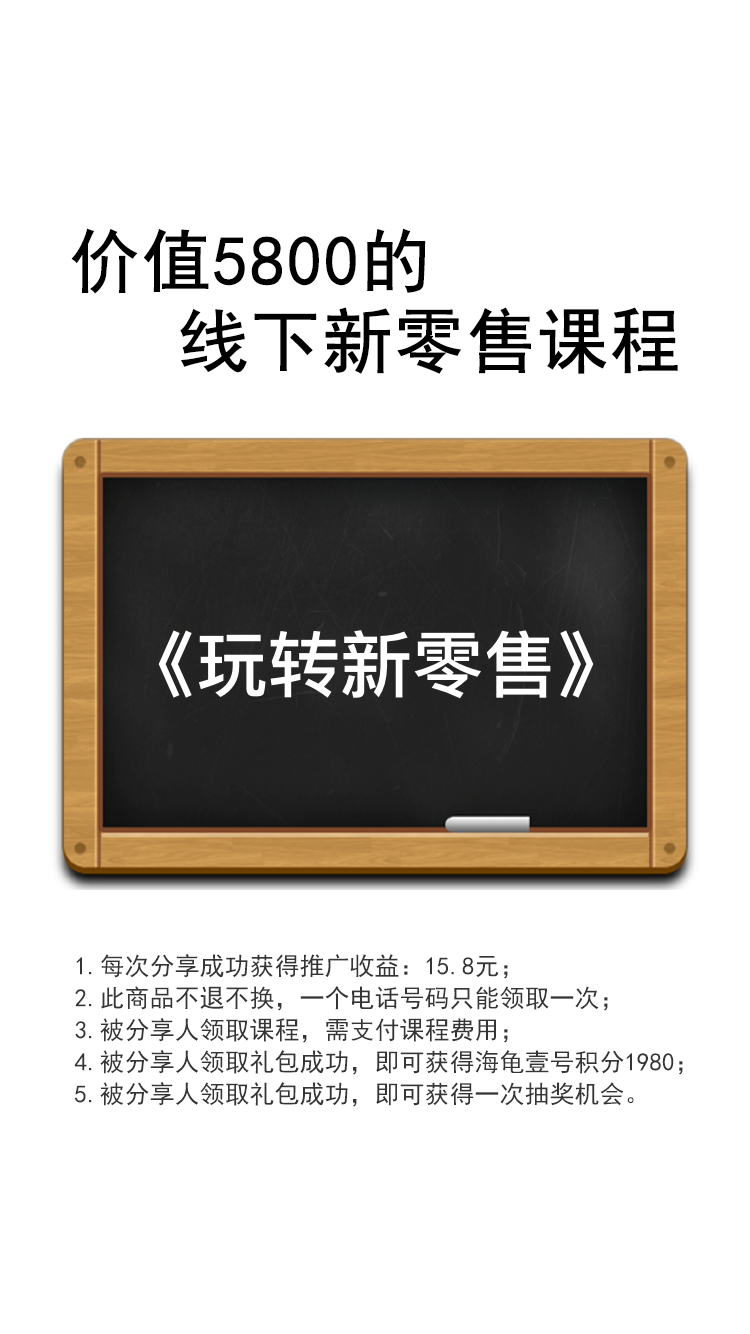 价值5800的
线下新零售课程
《玩转新零售》
1.每次分享成功获得推广收益：15.8元；
2.此商品不退不换，一个电话号码只能领取一次；
3.被分享人领取课程，需支付课程费用；
4.被分享人领取礼包成功，即可获得海龟壹号积分1980；
5.被分享人领取礼包成功，即可获得一次抽奖机会。